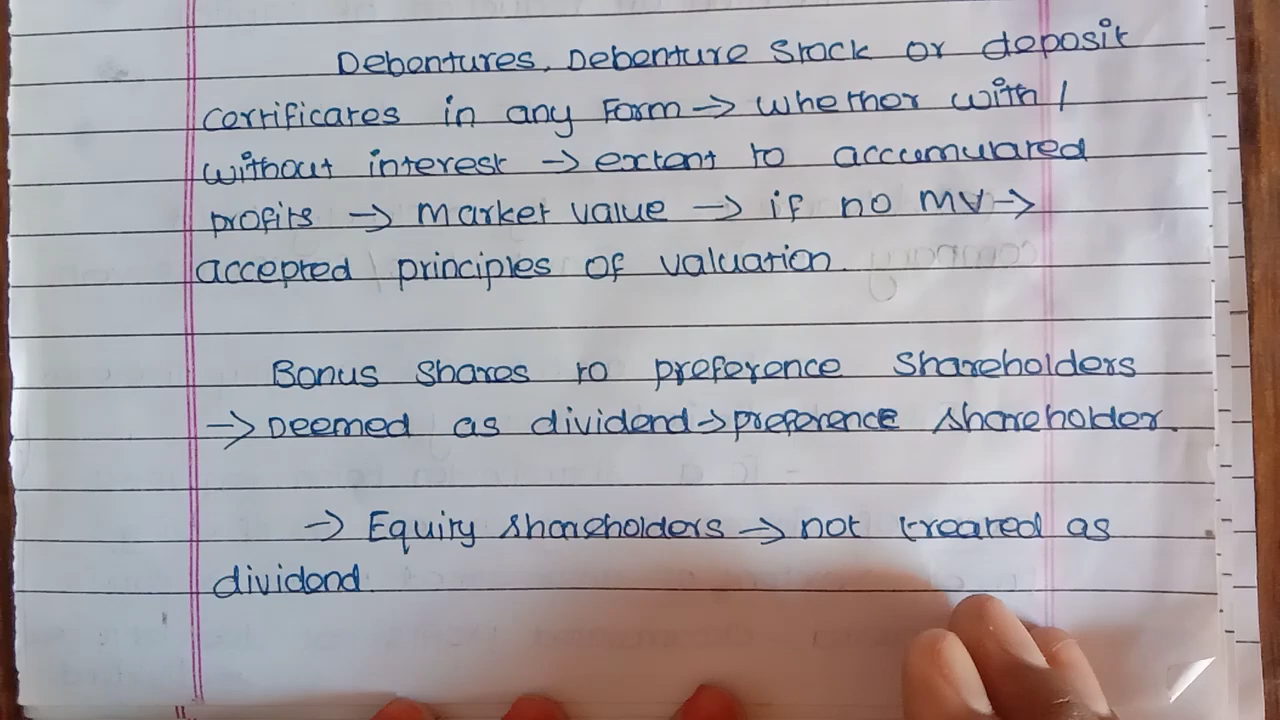 Debentures, Debenture Stock or deposit
certificates in any Form → whether with /
without interest → extent to accumulated
profits → Market value → if no MV →
accepted principles of valuation.
Bonus shares to preference shareholders
→ Deemed as dividend → preference shareholder.
→ Equity shareholders → not treated as
dividend.